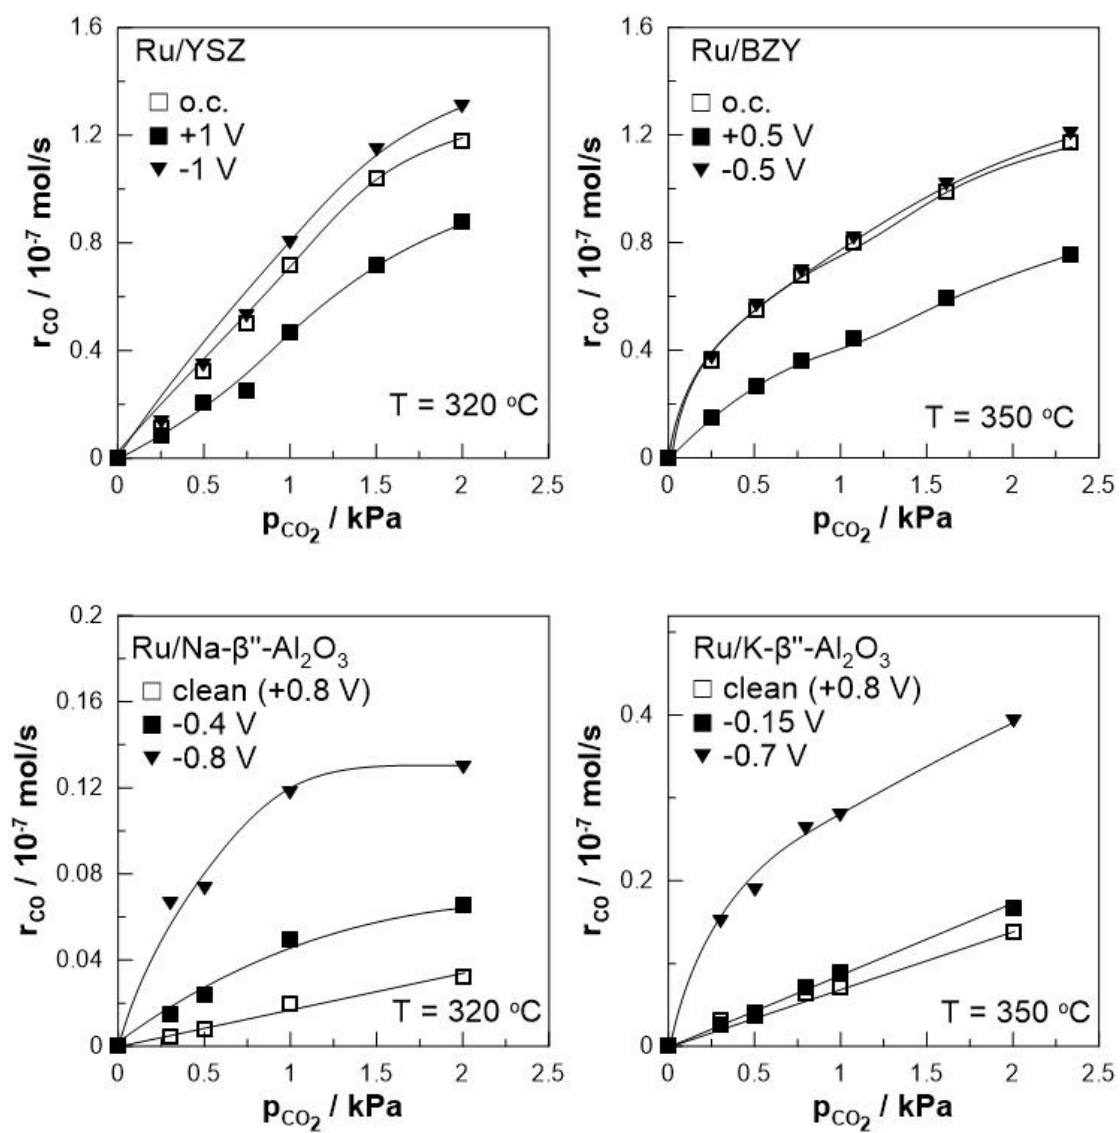 1.6
1.2
0.8
0.4
0
r_CO / 10^-7 mol/s
Ru/YSZ
□ o.c.
■ +1 V
▼ -1 V
T = 320 °C
0 0.5 1 1.5 2 2.5
p_CO₂ / kPa
1.6
1.2
0.8
0.4
0
r_CO / 10^-7 mol/s
Ru/BZY
□ o.c.
■ +0.5 V
▼ -0.5 V
T = 350 °C
0 0.5 1 1.5 2 2.5
p_CO₂ / kPa
0.2
0.16
0.12
0.08
0.04
0
r_CO / 10^-7 mol/s
Ru/Na-β"-Al₂O₃
□ clean (+0.8 V)
■ -0.4 V
▼ -0.8 V
T = 320 °C
0 0.5 1 1.5 2 2.5
p_CO₂ / kPa
0.4
0.2
0
r_CO / 10^-7 mol/s
Ru/K-β"-Al₂O₃
□ clean (+0.8 V)
■ -0.15 V
▼ -0.7 V
T = 350 °C
0 0.5 1 1.5 2 2.5
p_CO₂ / kPa